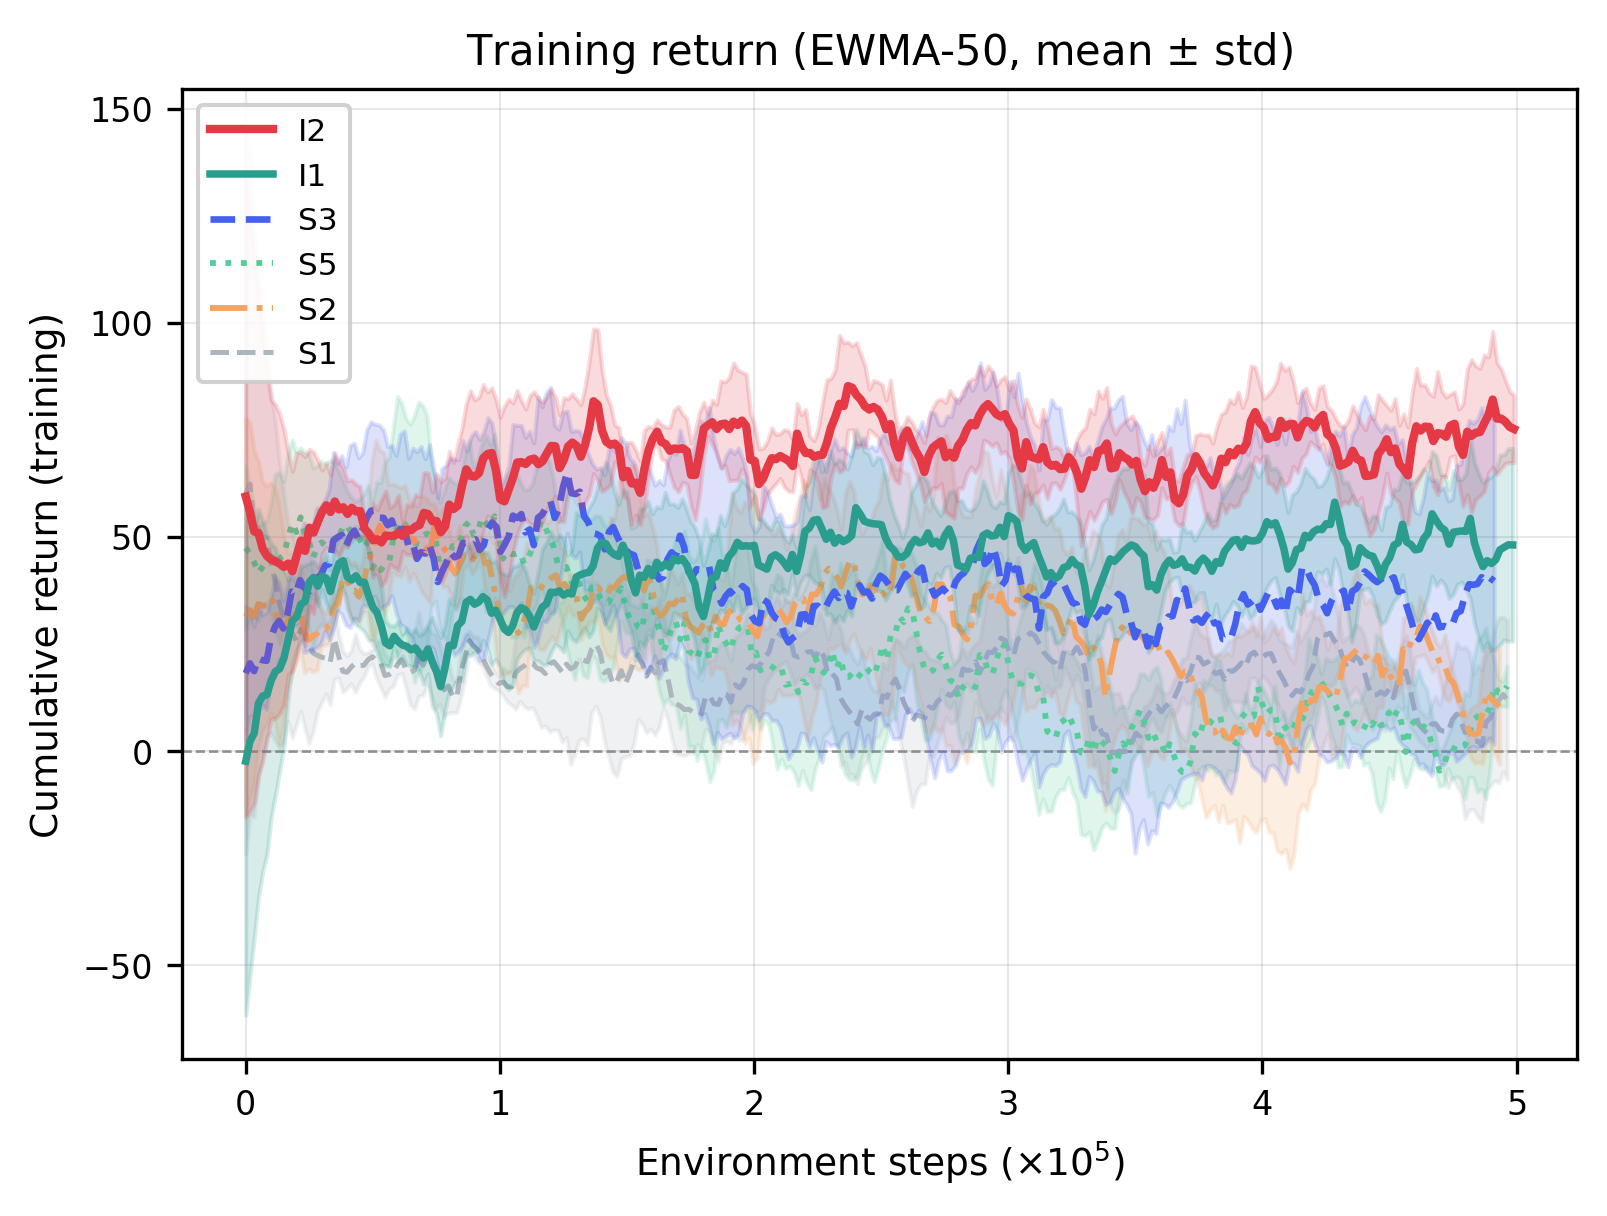 Training return (EWMA-50, mean ± std)
150
100
50
0
−50
Cumulative return (training)
I2
I1
S3
S5
S2
S1
0 1 2 3 4 5
Environment steps (×10⁵)